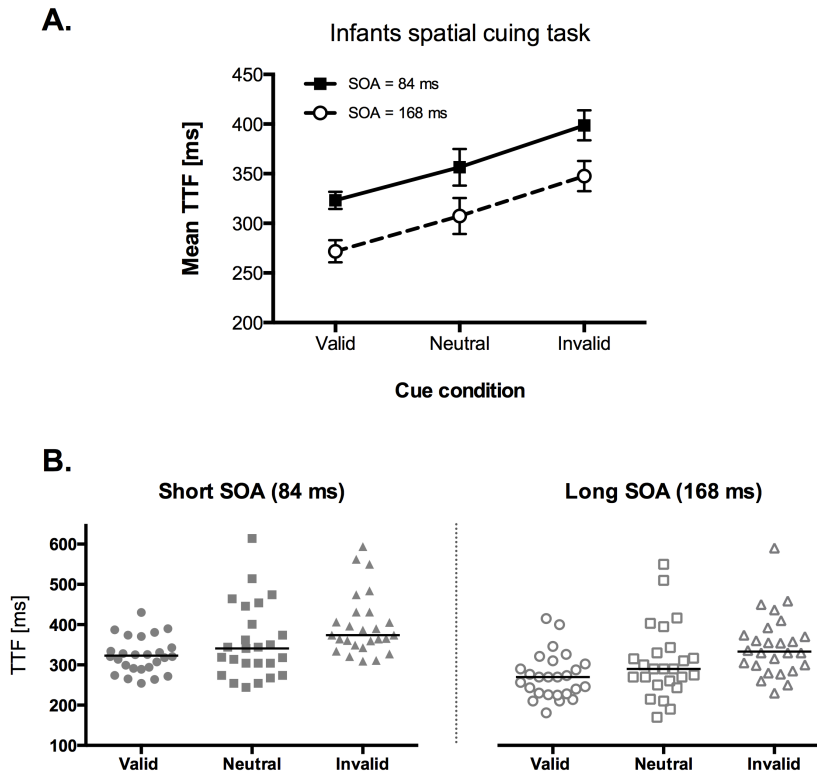 A.
Infants spatial cuing task
450
400
350
300
250
200
Mean TTF [ms]
SOA = 84 ms
SOA = 168 ms
Valid Neutral Invalid
Cue condition
B.
Short SOA (84 ms) Long SOA (168 ms)
600
500
400
300
200
100
TTF [ms]
Valid Neutral Invalid Valid Neutral Invalid